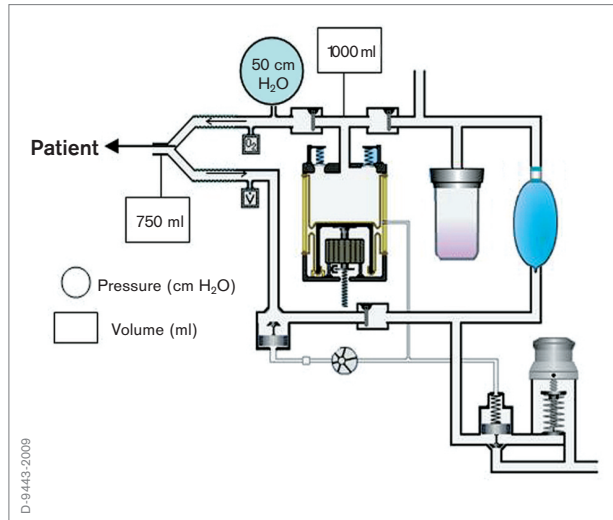 1000 ml
50 cm
H₂O
O₂
Patient
V
750 ml
Pressure (cm H₂O)
Volume (ml)
D-9443-2009